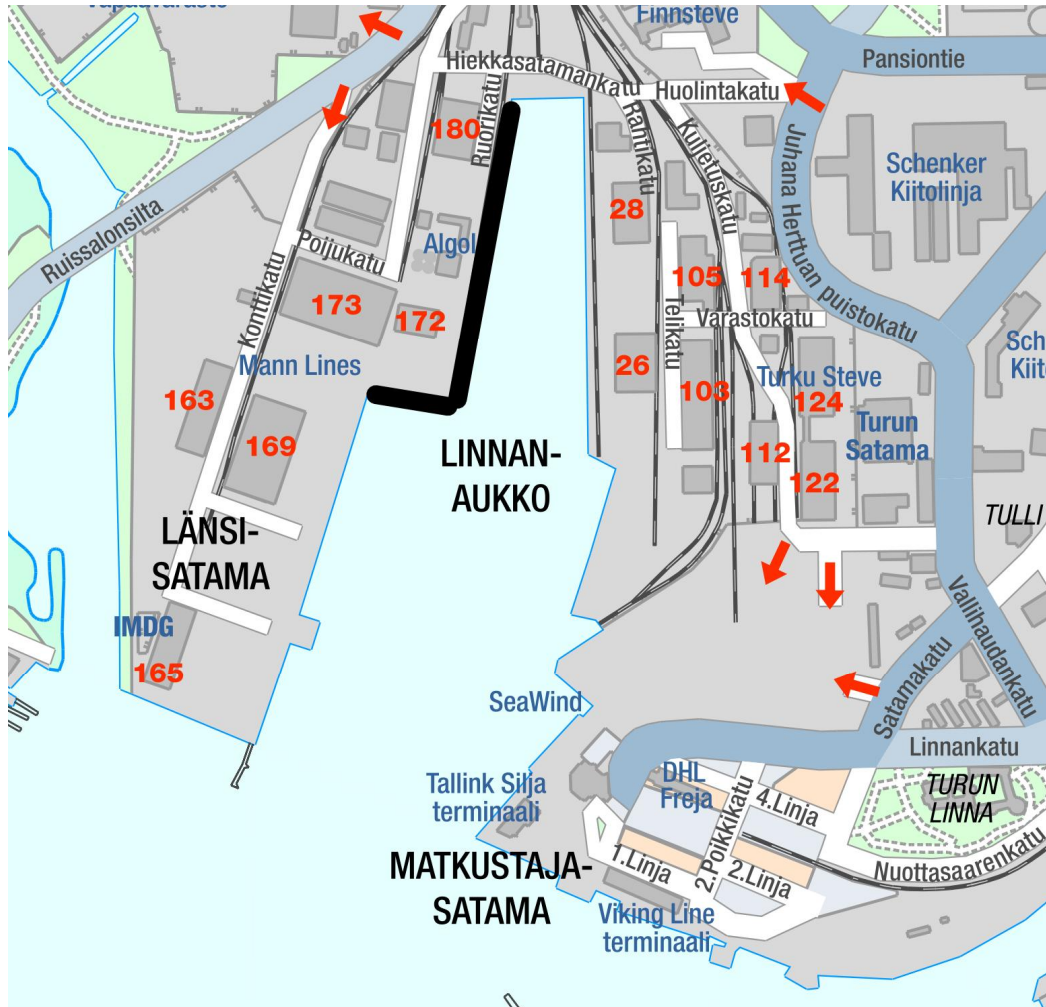 Finnsteve
Pansiontie
Hiekkasatamankatu
Huolintakatu
180
Ruorikatu
Rahtikatu
Kuljetuskatu
Juhana Herttuan puistokatu
Schenker
Kiitolinja
Ruissalonsilta
28
Algol
Poijukatu
105
114
Konttikatu
173
172
Telikatu
Varastokatu
Mann Lines
26
163
103
Turku Steve
124
169
112
Turun
Satama
122
LINNAN-
AUKKO
LÄNSI-
SATAMA
TULLI
IMDG
165
Vallihaudankatu
SeaWind
Satamakatu
Linnankatu
Tallink Silja
terminaali
DHL
Freja
TURUN
LINNA
4.Linja
2.Poikkikatu
1.Linja
2.Linja
Nuottasaarenkatu
MATKUSTAJA-
SATAMA
Viking Line
terminaali